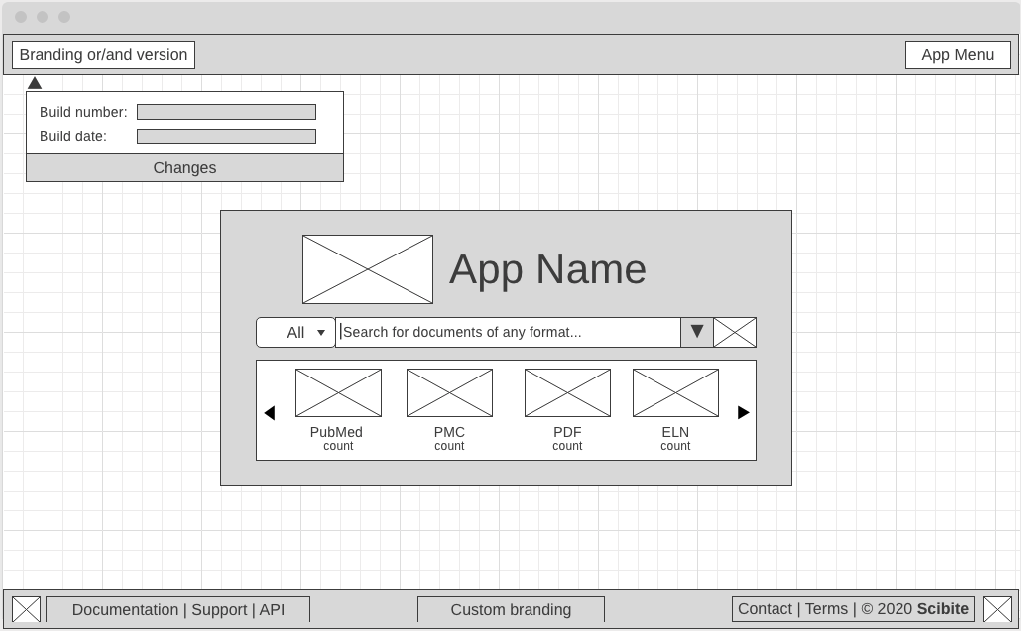 Branding or/and version
App Menu
Build number:
Build date:
Changes
App Name
All
Search for documents of any format...
PubMed
count
PMC
count
PDF
count
ELN
count
Documentation | Support | API
Custom branding
Contact | Terms | © 2020 Scibite